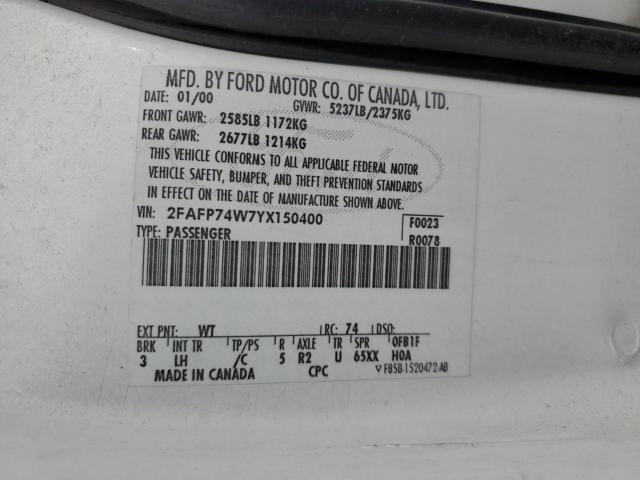 MFD. BY FORD MOTOR CO. OF CANADA, LTD.
DATE: 01/00 GVWR: 5237LB/2375KG
FRONT GAWR: 2585LB 1172KG
REAR GAWR: 2677LB 1214KG
THIS VEHICLE CONFORMS TO ALL APPLICABLE FEDERAL MOTOR
VEHICLE SAFETY, BUMPER, AND THEFT PREVENTION STANDARDS
IN EFFECT ON THE DATE OF MANUFACTURE SHOWN ABOVE.
VIN: 2FAFP74W7YX150400 F0023
TYPE: PASSENGER R0078
EXT PNT: WT RC: 74 DSO:
BRK INT TR TP/PS R AXLE TR SPR OFB1F
3 LH /C 5 R2 U 65XX H0A
MADE IN CANADA CPC F85B-1520472-AB